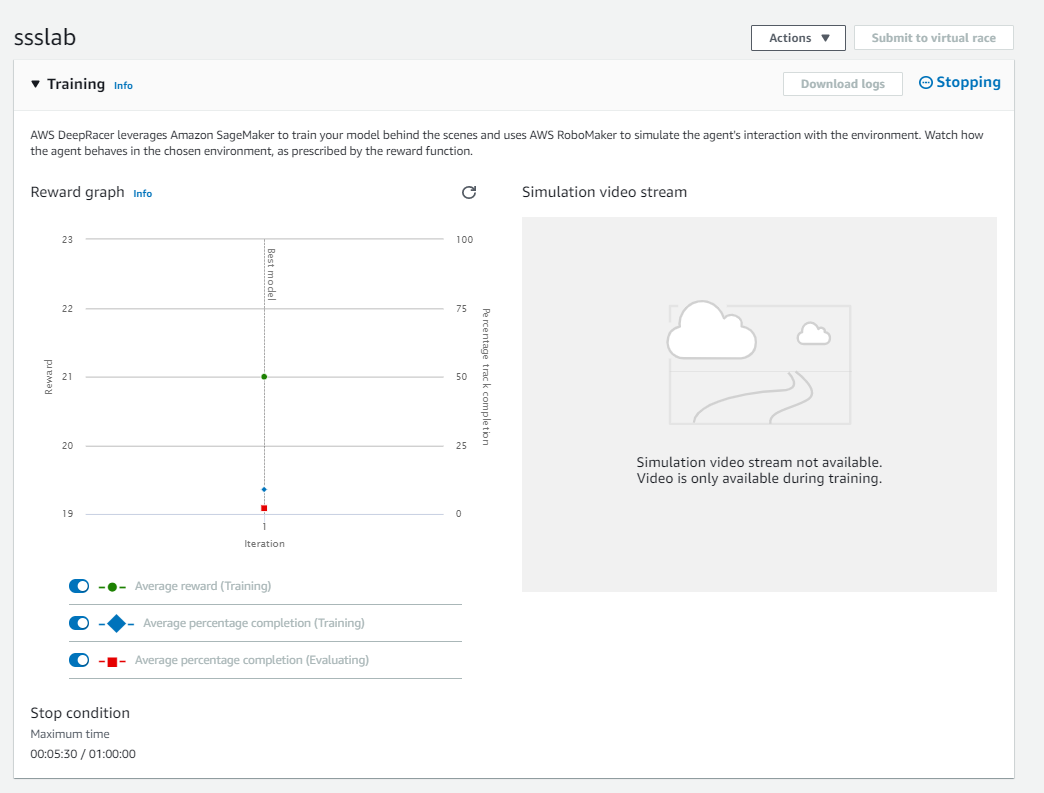 ssslab
Actions ▼
Submit to virtual race
▼ Training Info
Download logs
Stopping
AWS DeepRacer leverages Amazon SageMaker to train your model behind the scenes and uses AWS RoboMaker to simulate the agent's interaction with the environment. Watch how
the agent behaves in the chosen environment, as prescribed by the reward function.
Reward graph Info
23
22
21
20
19
Reward
Best model
100
75
50
25
0
Percentage track completion
1
Iteration
Average reward (Training)
Average percentage completion (Training)
Average percentage completion (Evaluating)
Simulation video stream
Simulation video stream not available.
Video is only available during training.
Stop condition
Maximum time
00:05:30 / 01:00:00